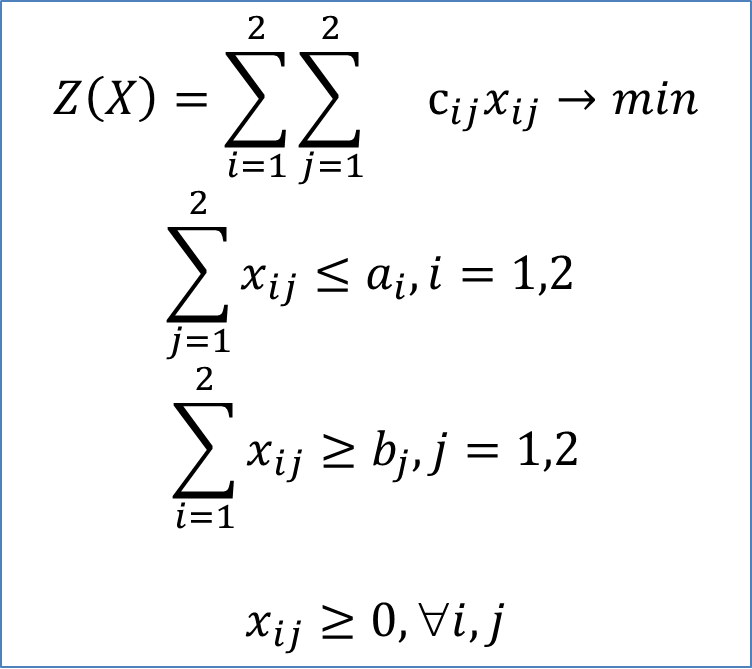 Z(X) = ∑_{i=1}^{2} ∑_{j=1}^{2} c_{ij}x_{ij} → min
∑_{j=1}^{2} x_{ij} ≤ a_i, i = 1,2
∑_{i=1}^{2} x_{ij} ≥ b_j, j = 1,2
x_{ij} ≥ 0, ∀i, j